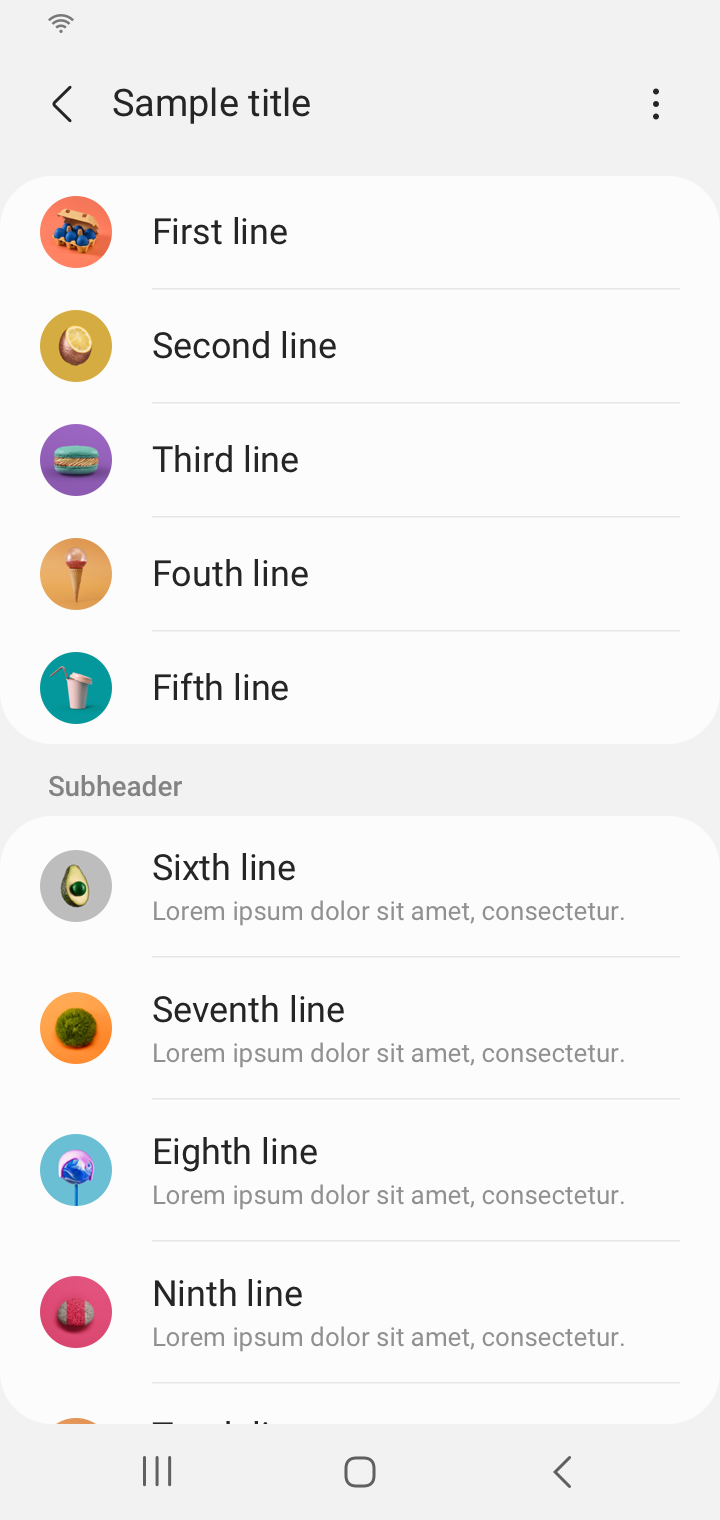 Sample title
First line
Second line
Third line
Fouth line
Fifth line
Subheader
Sixth line
Lorem ipsum dolor sit amet, consectetur.
Seventh line
Lorem ipsum dolor sit amet, consectetur.
Eighth line
Lorem ipsum dolor sit amet, consectetur.
Ninth line
Lorem ipsum dolor sit amet, consectetur.